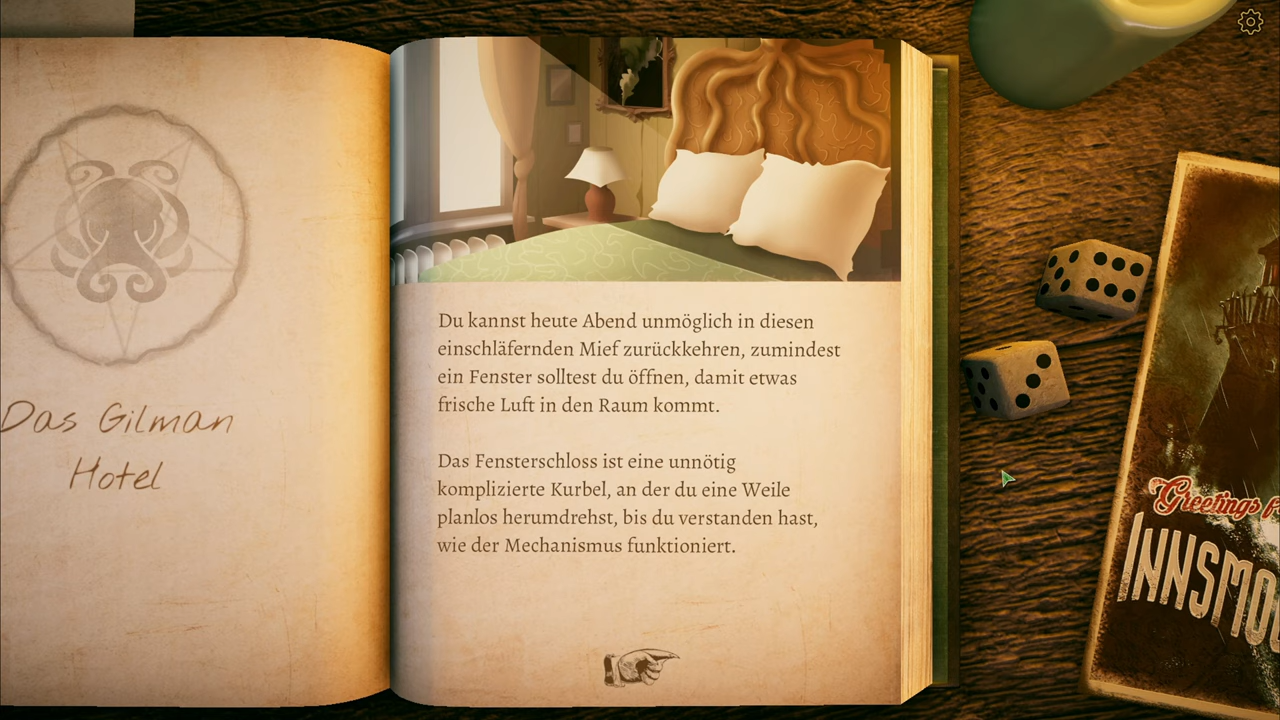 Das Gilman
Hotel
Du kannst heute Abend unmöglich in diesen
einschläfernden Mief zurückkehren, zumindest
ein Fenster solltest du öffnen, damit etwas
frische Luft in den Raum kommt.
Das Fensterschloss ist eine unnötig
komplizierte Kurbel, an der du eine Weile
planlos herumdrehst, bis du verstanden hast,
wie der Mechanismus funktioniert.
Greetings f
INNSMO